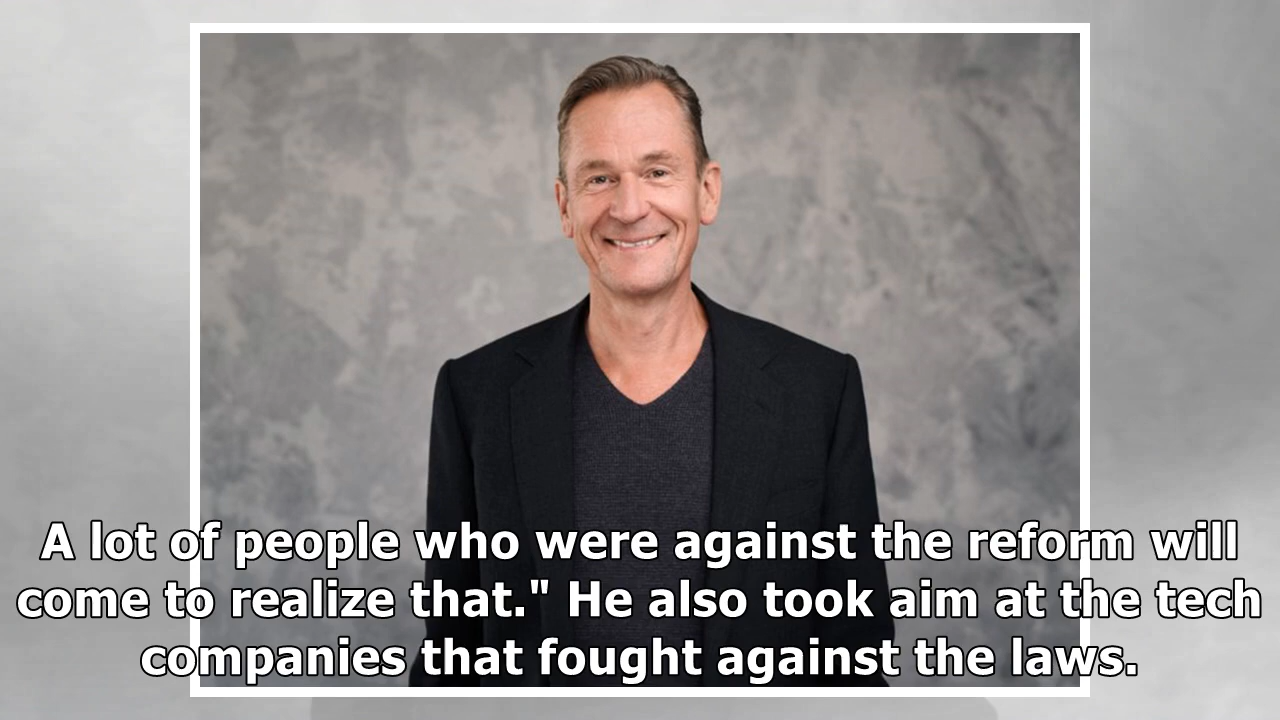 A lot of people who were against the reform will
come to realize that." He also took aim at the tech
companies that fought against the laws.